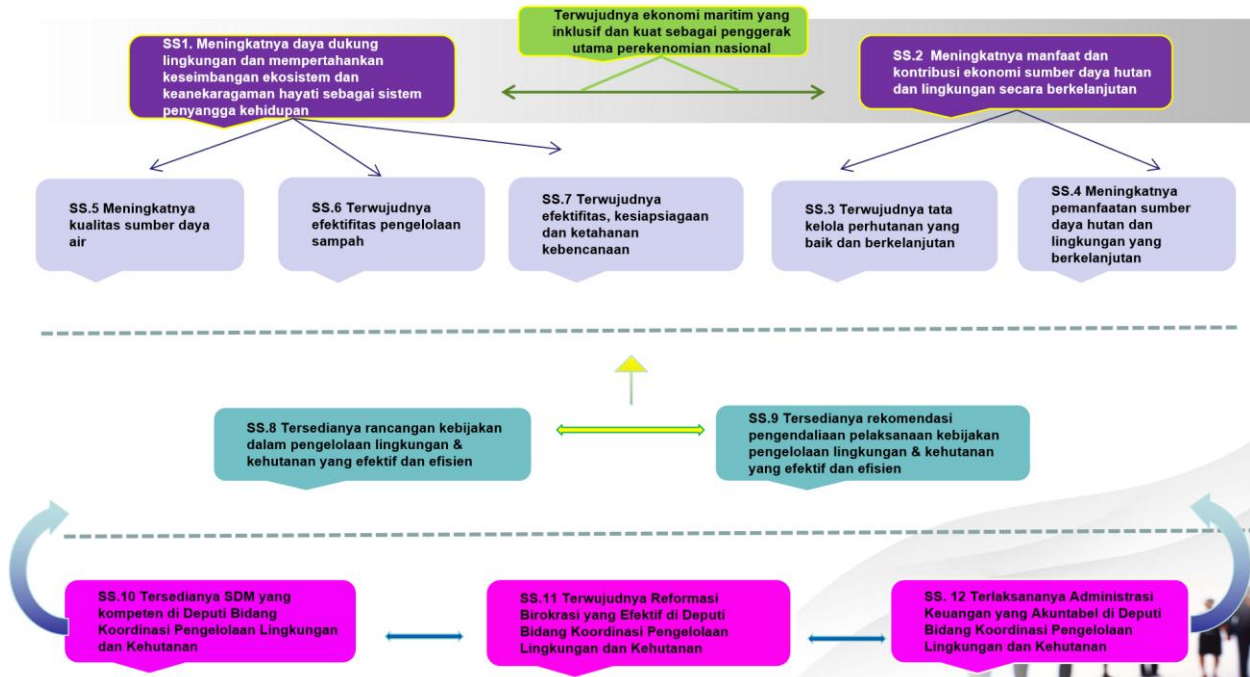 Terwujudnya ekonomi maritim yang
inklusif dan kuat sebagai penggerak
utama perekenomian nasional
SS1. Meningkatnya daya dukung
lingkungan dan mempertahankan
keseimbangan ekosistem dan
keanekaragaman hayati sebagai sistem
penyangga kehidupan
SS.2 Meningkatnya manfaat dan
kontribusi ekonomi sumber daya hutan
dan lingkungan secara berkelanjutan
SS.5 Meningkatnya
kualitas sumber daya
air
SS.6 Terwujudnya
efektifitas pengelolaan
sampah
SS.7 Terwujudnya
efektifitas, kesiapsiagaan
dan ketahanan
kebencanaan
SS.3 Terwujudnya tata
kelola perhutanan yang
baik dan berkelanjutan
SS.4 Meningkatnya
pemanfaatan sumber
daya hutan dan
lingkungan yang
berkelanjutan
SS.8 Tersedianya rancangan kebijakan
dalam pengelolaan lingkungan &
kehutanan yang efektif dan efisien
SS.9 Tersedianya rekomendasi
pengendaliaan pelaksanaan kebijakan
pengelolaan lingkungan & kehutanan
yang efektif dan efisien
SS.10 Tersedianya SDM yang
kompeten di Deputi Bidang
Koordinasi Pengelolaan Lingkungan
dan Kehutanan
SS.11 Terwujudnya Reformasi
Birokrasi yang Efektif di Deputi
Bidang Koordinasi Pengelolaan
Lingkungan dan Kehutanan
SS. 12 Terlaksananya Administrasi
Keuangan yang Akuntabel di Deputi
Bidang Koordinasi Pengelolaan
Lingkungan dan Kehutanan